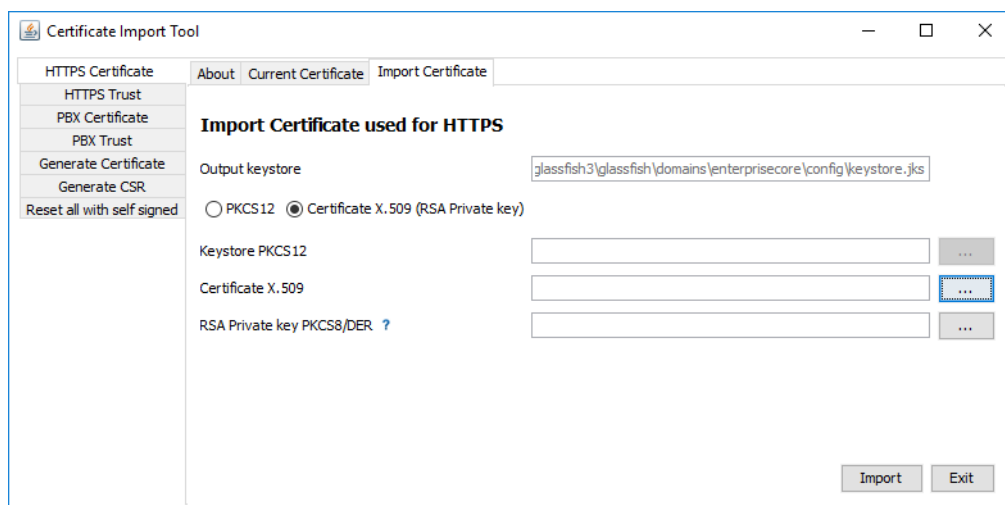 Certificate Import Tool
HTTPS Certificate
HTTPS Trust
PBX Certificate
PBX Trust
Generate Certificate
Generate CSR
Reset all with self signed
About Current Certificate Import Certificate
Import Certificate used for HTTPS
Output keystore glassfish3\glassfish\domains\enterprisecore\config\keystore.jks
PKCS12 Certificate X.509 (RSA Private key)
Keystore PKCS12 ...
Certificate X.509 ...
RSA Private key PKCS8/DER ? ...
Import Exit